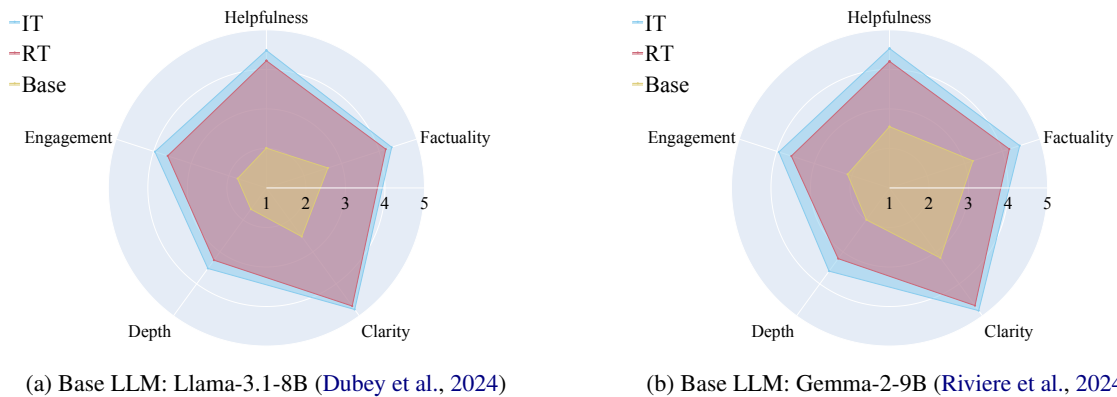 IT
RT
Base
Helpfulness
Engagement
Factuality
1 2 3 4 5
Depth
Clarity
(a) Base LLM: Llama-3.1-8B (Dubey et al., 2024)
IT
RT
Base
Helpfulness
Engagement
Factuality
1 2 3 4 5
Depth
Clarity
(b) Base LLM: Gemma-2-9B (Riviere et al., 2024